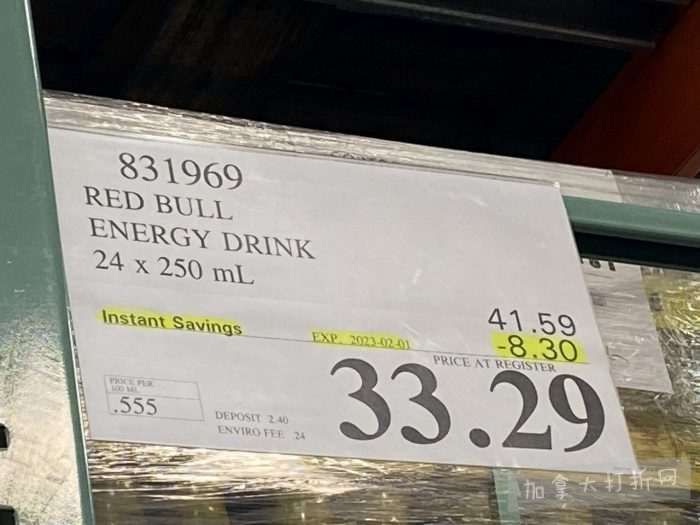 831969
RED BULL
ENERGY DRINK
24 x 250 mL
41.59
Instant Savings EXP. 2023-02-01 -8.30
PRICE AT REGISTER
33.29
PRICE PER
100 ML
.555
DEPOSIT 2.40
ENVIRO FEE 24
加拿大打折网